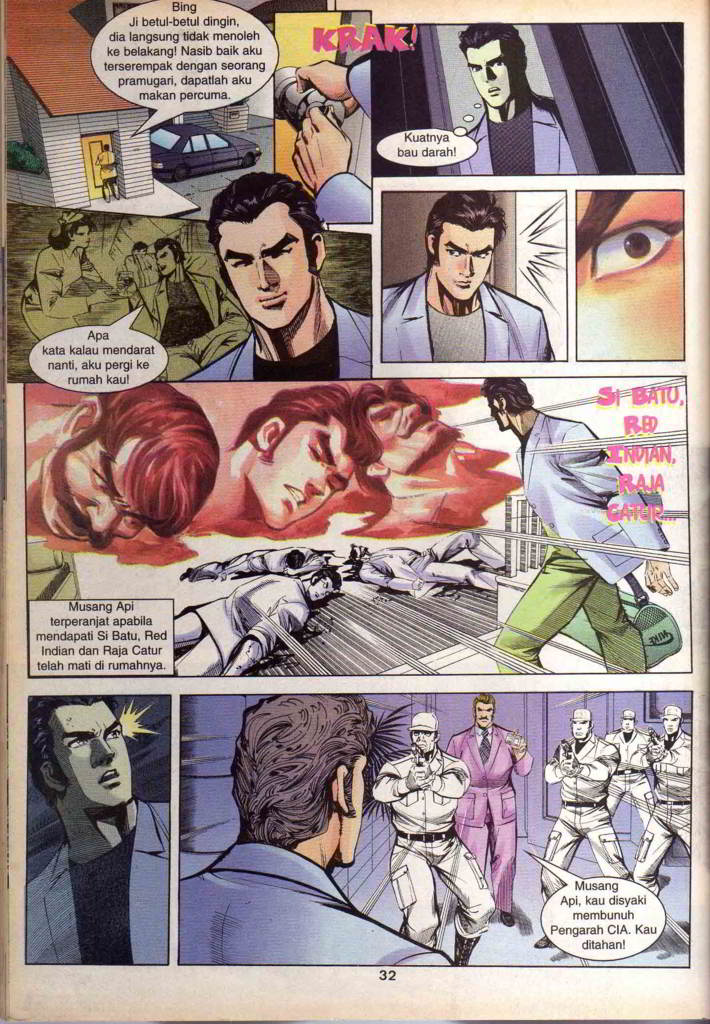 Bing
Ji betul-betul dingin,
dia langsung tidak menoleh
ke belakang! Nasib baik aku
terserempak dengan seorang
pramugari, dapatlah aku
makan percuma.
KRAK!
Kuatnya
bau darah!
Apa
kata kalau mendarat
nanti, aku pergi ke
rumah kau!
SI BATU,
RED
INDIAN,
RAJA
CATUR...
Musang Api
terperanjat apabila
mendapati Si Batu, Red
Indian dan Raja Catur
telah mati di rumahnya.
NIKE
Musang
Api, kau disyaki
membunuh
Pengarah CIA. Kau
ditahan!
32